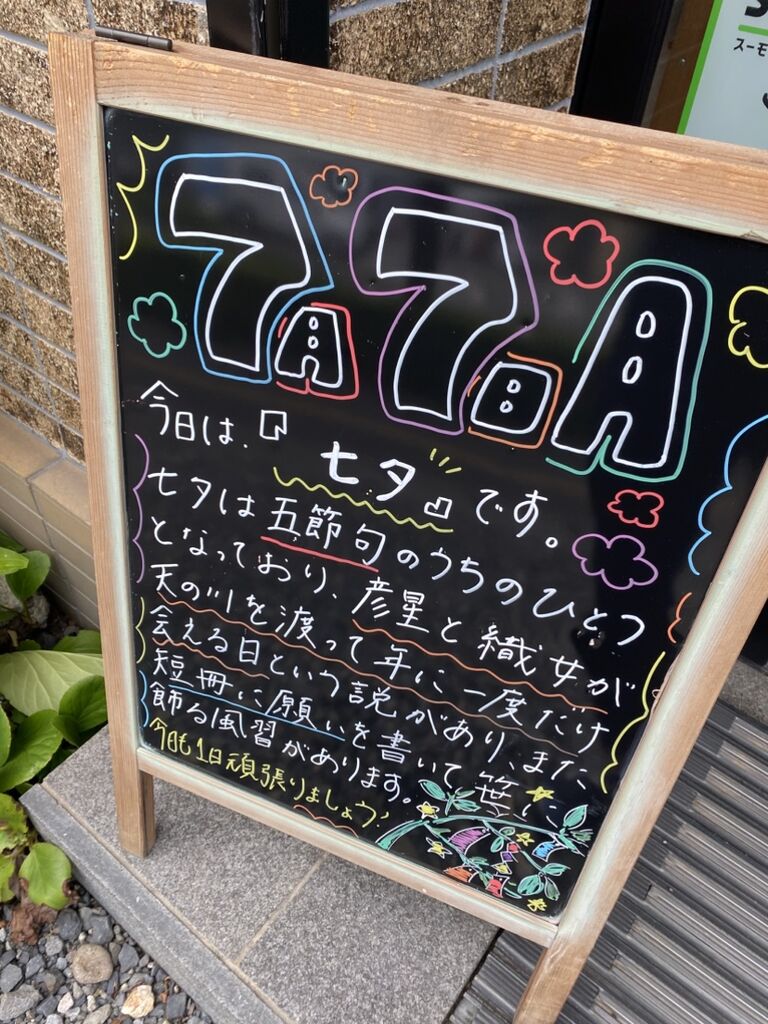 7月7日月
今日は、『七夕』です。
七夕は五節句のうちのひとつ
となっており、彦星と織女が
天の川を渡って年に一度だけ
会える日という説があり、また
短冊に願いを書いて笹に
飾る風習があります。
今日も1日頑張りましょう!
スーモ